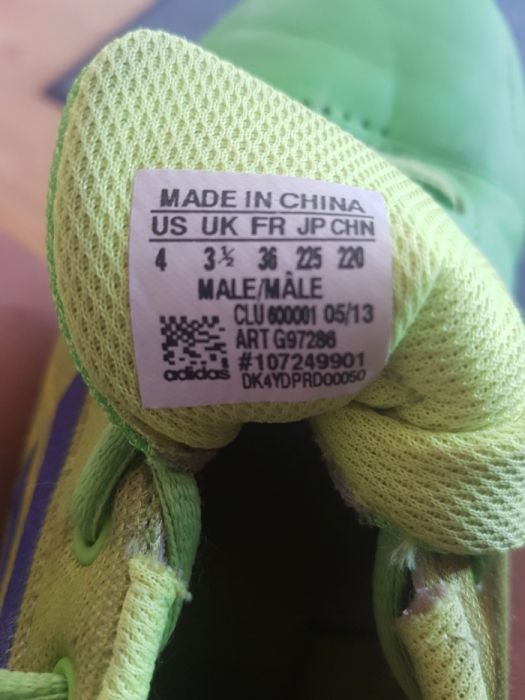 MADE IN CHINA
US UK FR JP CHN
4 3½ 36 225 220
MALE/MÂLE
CLU 600001 05/13
ART G97286
#107249901
adidas
DK4YDPRD00050